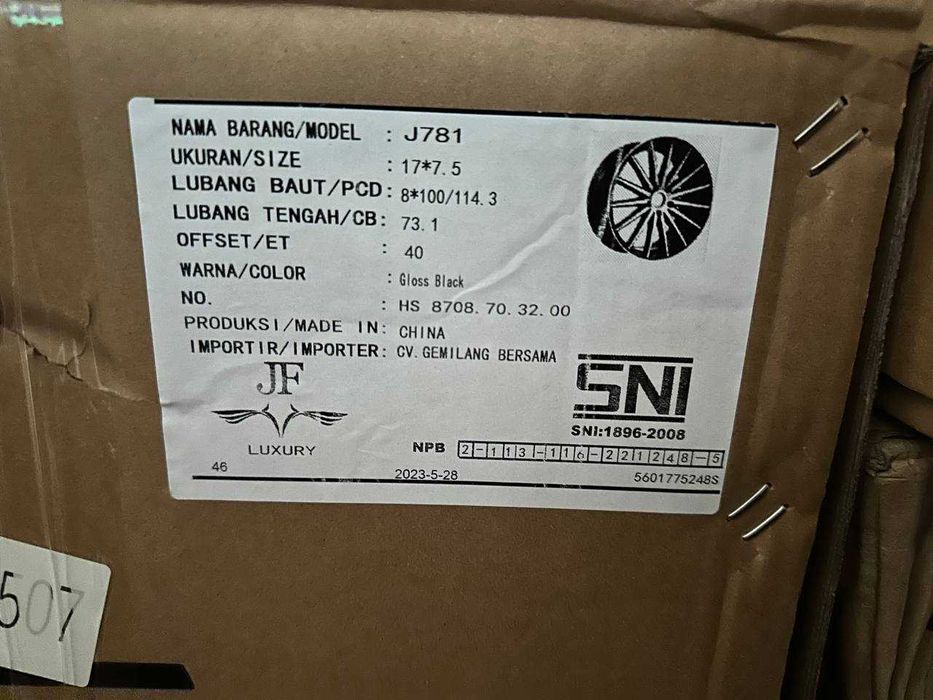 NAMA BARANG/MODEL : J781
UKURAN/SIZE : 17*7.5
LUBANG BAUT/PCD: 8*100/114.3
LUBANG TENGAH/CB: 73.1
OFFSET/ET : 40
WARNA/COLOR : Gloss Black
NO. : HS 8708.70.32.00
PRODUKSI/MADE IN: CHINA
IMPORTIR/IMPORTER: CV.GEMILANG BERSAMA
JF
LUXURY
SNI
SNI:1896-2008
NPB 2-113-116-221248-5
46 2023-5-28 5601775248S
507